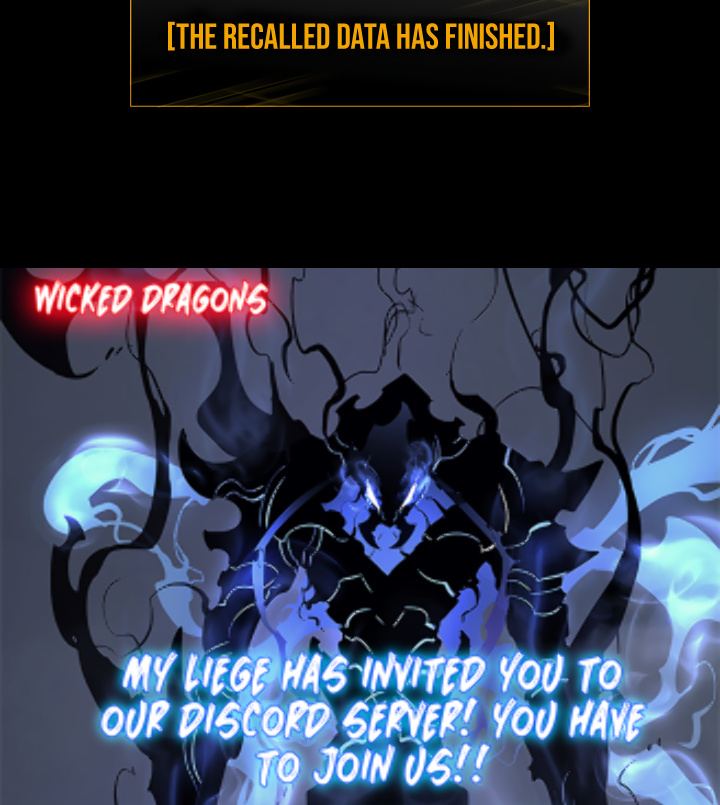 [THE RECALLED DATA HAS FINISHED.]
WICKED DRAGONS
MY LIEGE HAS INVITED YOU TO
OUR DISCORD SERVER! YOU HAVE
TO JOIN US!!